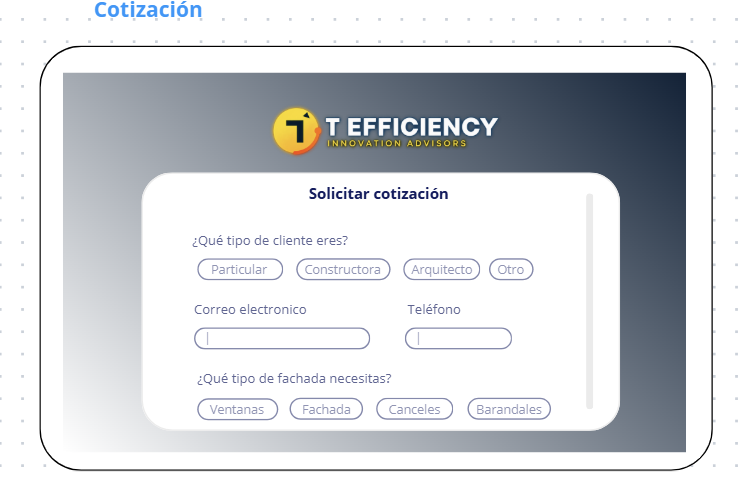 Cotización
T EFFICIENCY
INNOVATION ADVISORS
Solicitar cotización
¿Qué tipo de cliente eres?
Particular Constructora Arquitecto Otro
Correo electronico Teléfono
¿Qué tipo de fachada necesitas?
Ventanas Fachada Canceles Barandales